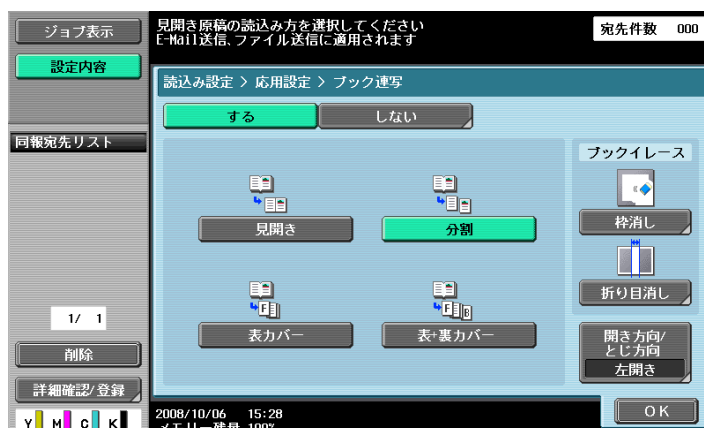 ジョブ表示
設定内容
見開き原稿の読込み方を選択してください
E-Mail送信、ファイル送信に適用されます
宛先件数 000
読込み設定 > 応用設定 > ブック連写
する
しない
同報宛先リスト
ブックイレース
見開き
分割
枠消し
F
F B
表カバー
表+裏カバー
折り目消し
1/ 1
削除
詳細確認/登録
開き方向/
とじ方向
左開き
Y M C K
2008/10/06 15:28
メモリー残量 100%
OK